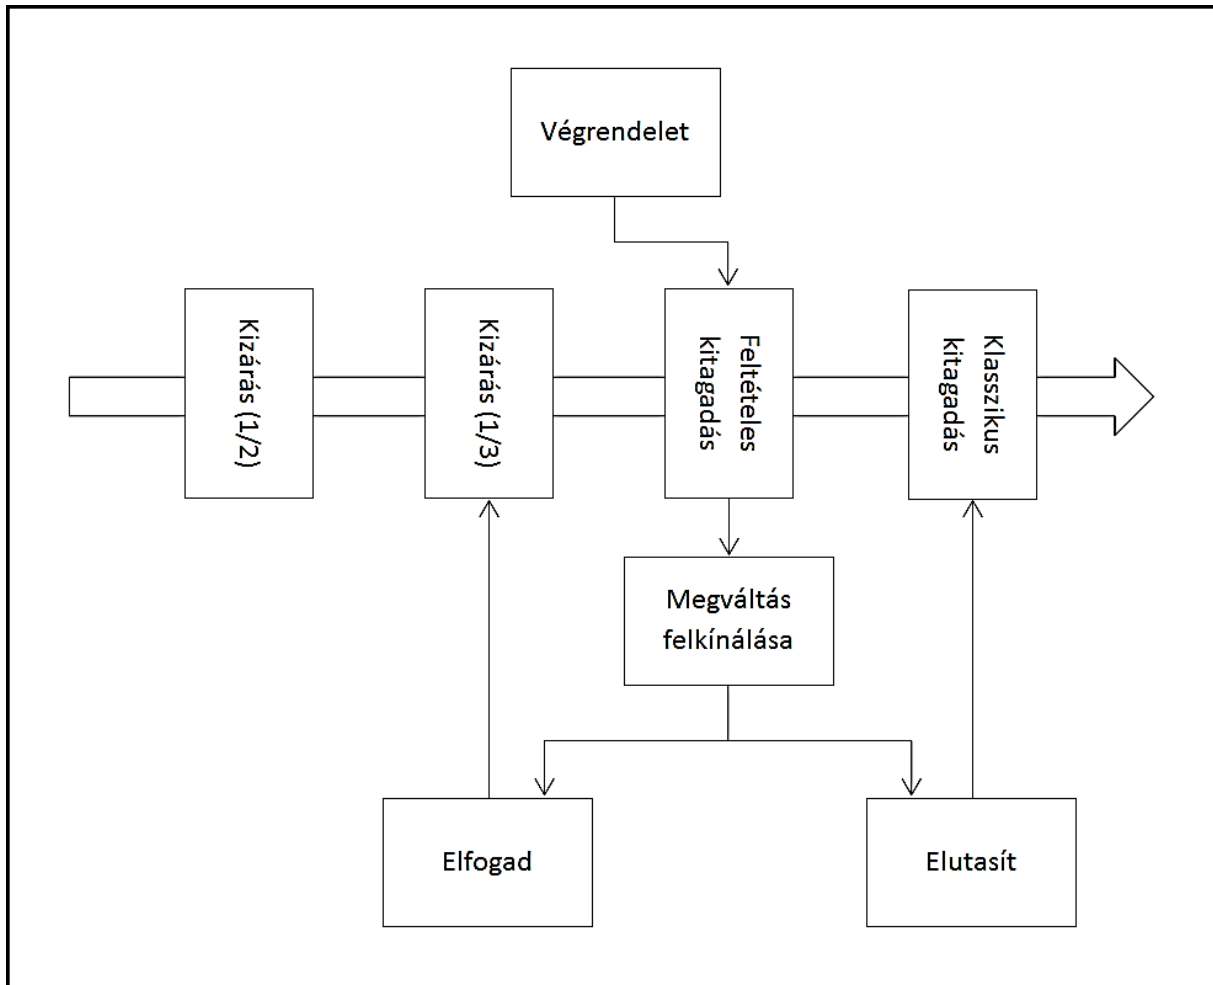 Végrendelet
Kizárás (1/2)
Kizárás (1/3)
Feltételes
kitagadás
Klasszikus
kitagadás
Megváltás
felkínálása
Elfogad
Elutasít